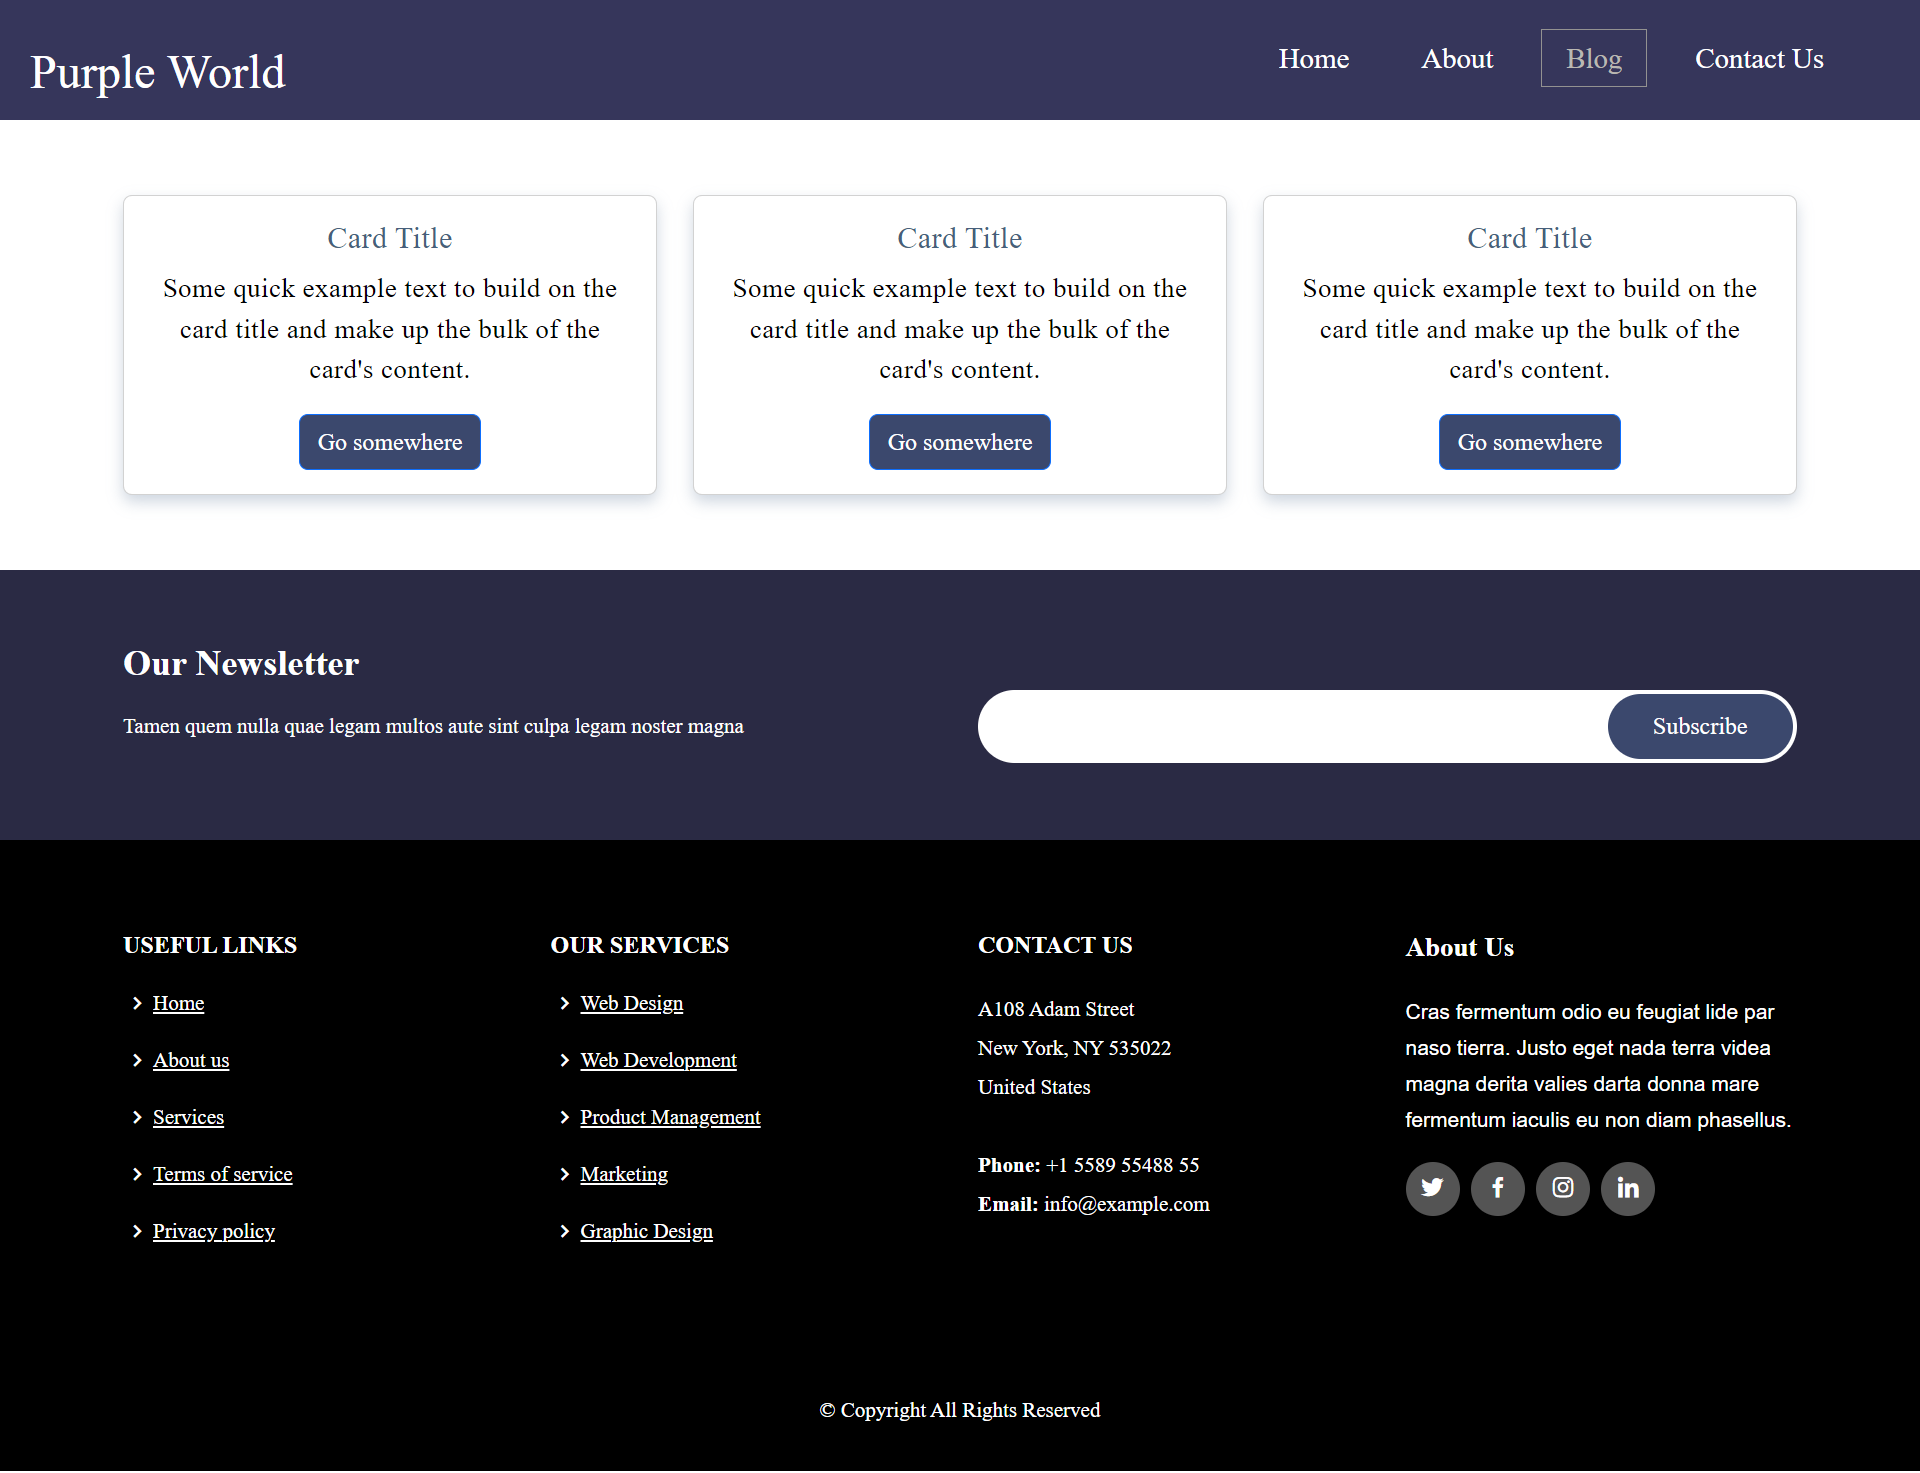 Purple World
Home
About
Blog
Contact Us
Card Title
Some quick example text to build on the
card title and make up the bulk of the
card's content.
Go somewhere
Card Title
Some quick example text to build on the
card title and make up the bulk of the
card's content.
Go somewhere
Card Title
Some quick example text to build on the
card title and make up the bulk of the
card's content.
Go somewhere
Our Newsletter
Tamen quem nulla quae legam multos aute sint culpa legam noster magna
Subscribe
USEFUL LINKS
Home
About us
Services
Terms of service
Privacy policy
OUR SERVICES
Web Design
Web Development
Product Management
Marketing
Graphic Design
CONTACT US
A108 Adam Street
New York, NY 535022
United States
Phone: +1 5589 55488 55
Email: info@example.com
About Us
Cras fermentum odio eu feugiat lide par
naso tierra. Justo eget nada terra videa
magna derita valies darta donna mare
fermentum iaculis eu non diam phasellus.
© Copyright All Rights Reserved